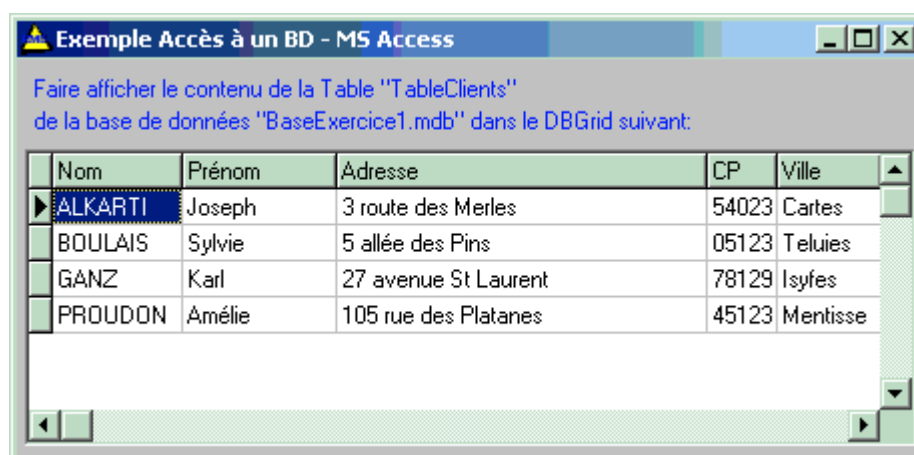 Exemple Accès à un BD - MS Access
Faire afficher le contenu de la Table "TableClients"
de la base de données "BaseExercice1.mdb" dans le DBGrid suivant:
Nom Prénom Adresse CP Ville
ALKARTI Joseph 3 route des Merles 54023 Cartes
BOULAIS Sylvie 5 allée des Pins 05123 Teluies
GANZ Karl 27 avenue St Laurent 78129 Isyfes
PROUDON Amélie 105 rue des Platanes 45123 Mentisse